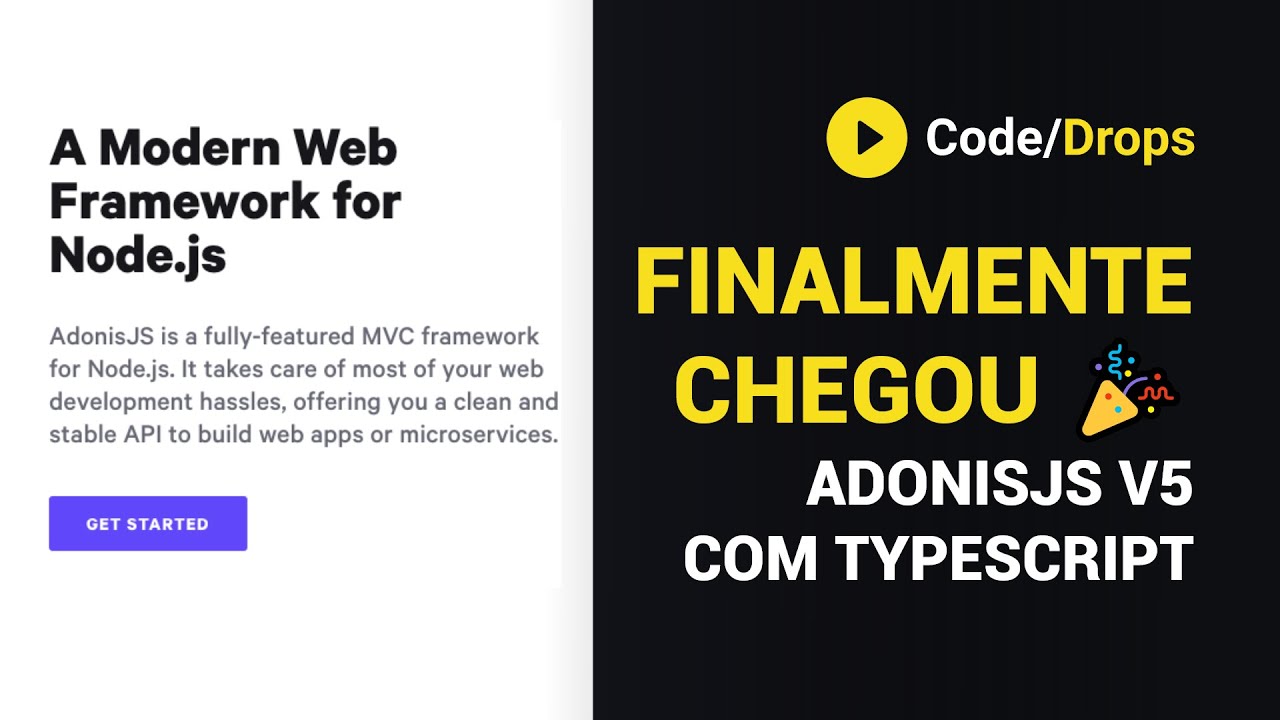 A Modern Web
Framework for
Node.js
AdonisJS is a fully-featured MVC framework
for Node.js. It takes care of most of your web
development hassles, offering you a clean and
stable API to build web apps or microservices.
GET STARTED
Code/Drops
FINALMENTE
CHEGOU 🎉
ADONISJS V5
COM TYPESCRIPT